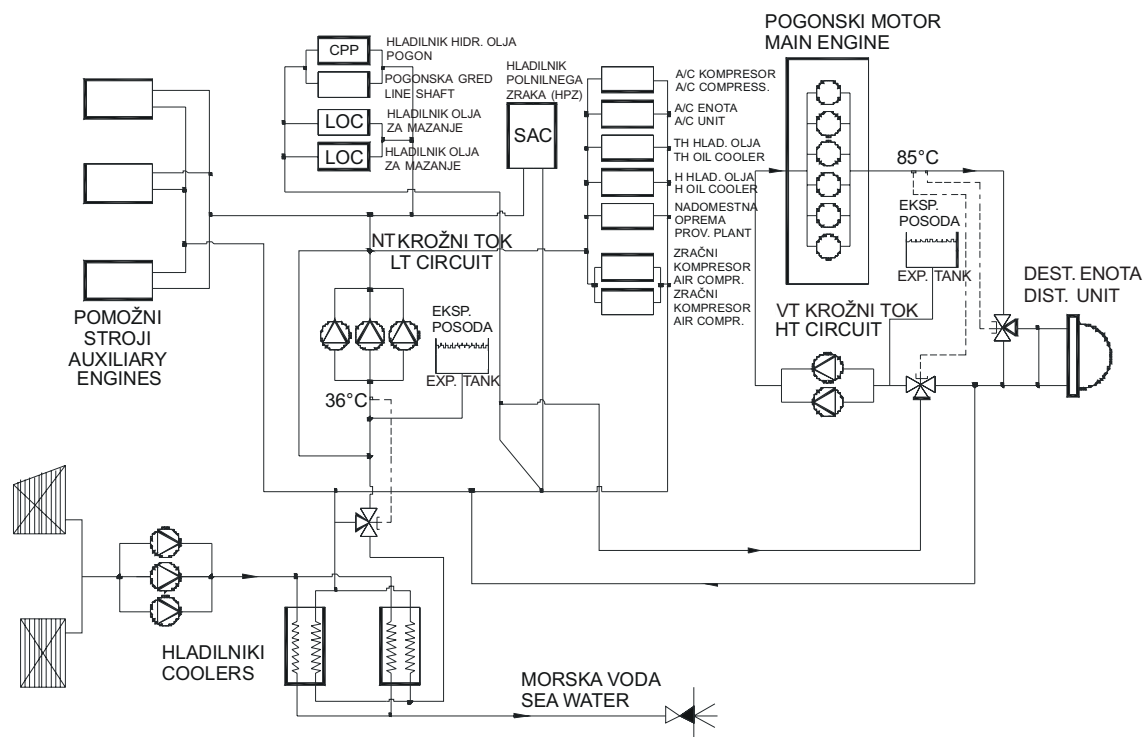 POGONSKI MOTOR
MAIN ENGINE
CPP
HLADILNIK HIDR. OLJA
POGON
POGONSKA GRED
LINE SHAFT
LOC
HLADILNIK OLJA
ZA MAZANJE
LOC
HLADILNIK OLJA
ZA MAZANJE
HLADILNIK
POLNILNEGA
ZRAKA (HPZ)
SAC
A/C KOMPRESOR
A/C COMPRESS.
A/C ENOTA
A/C UNIT
TH HLAD. OLJA
TH OIL COOLER
H HLAD. OLJA
H OIL COOLER
NADOMESTNA
OPREMA
PROV. PLANT
ZRAČNI
KOMPRESOR
AIR COMPR.
ZRAČNI
KOMPRESOR
AIR COMPR.
85°C
EKSP.
POSODA
EXP. TANK
NT KROŽNI TOK
LT CIRCUIT
DEST. ENOTA
DIST. UNIT
VT KROŽNI TOK
HT CIRCUIT
POMOŽNI
STROJI
AUXILIARY
ENGINES
EKSP.
POSODA
EXP. TANK
36°C
HLADILNIKI
COOLERS
MORSKA VODA
SEA WATER